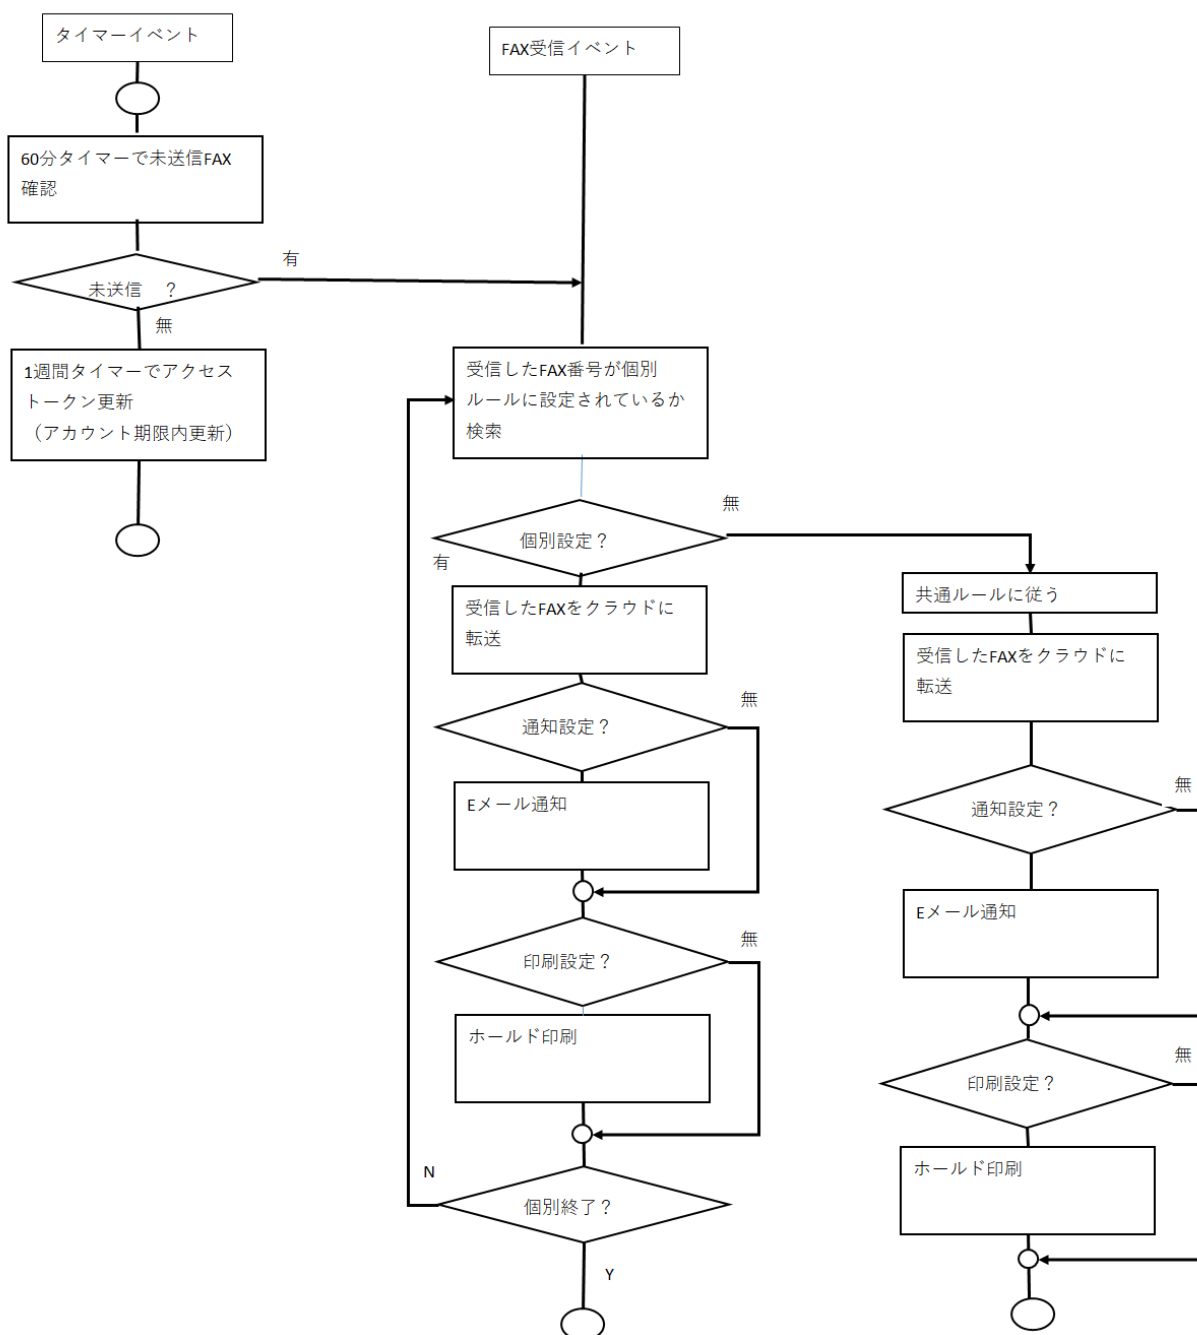 タイマーイベント
60分タイマーで未送信FAX
確認
未送信　？
有
無
1週間タイマーでアクセス
トークン更新
（アカウント期限内更新）
FAX受信イベント
受信したFAX番号が個別
ルールに設定されているか
検索
個別設定？
無
有
受信したFAXをクラウドに
転送
通知設定？
無
Eメール通知
印刷設定？
無
ホールド印刷
個別終了？
N
Y
共通ルールに従う
受信したFAXをクラウドに
転送
通知設定？
無
Eメール通知
印刷設定？
無
ホールド印刷